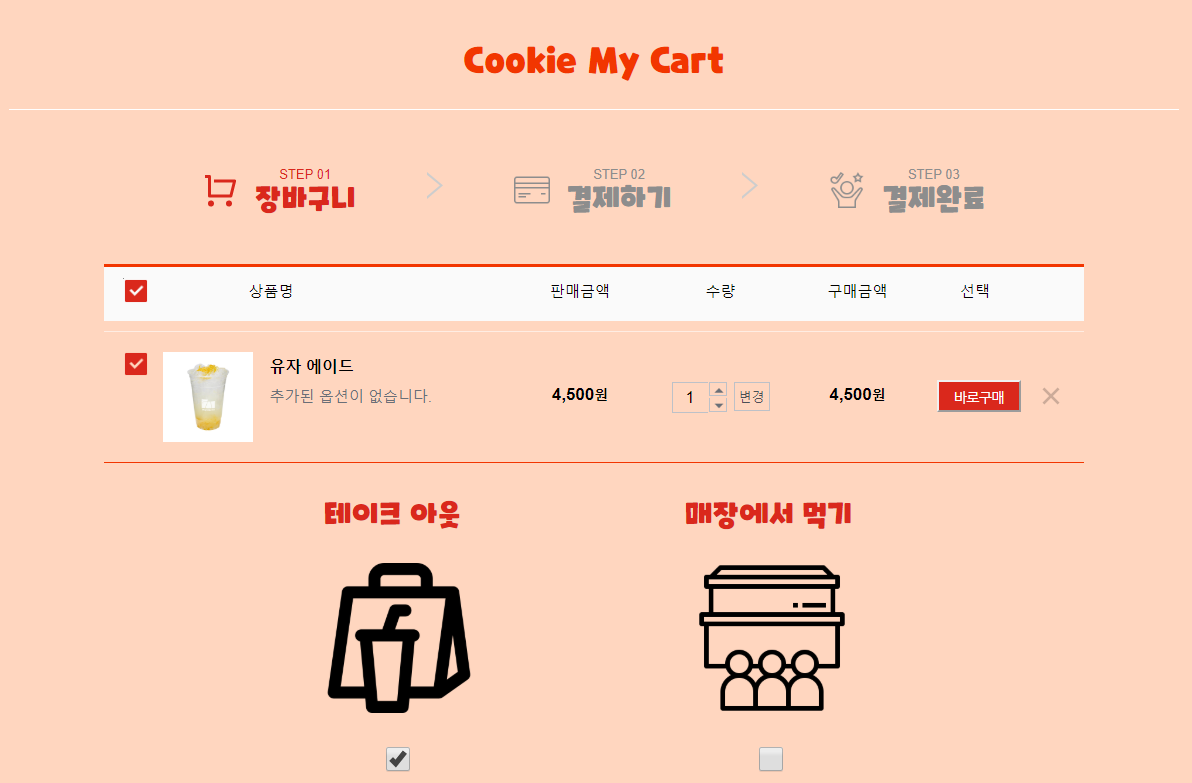 Cookie My Cart
STEP 01
장바구니
STEP 02
결제하기
STEP 03
결제완료
상품명 판매금액 수량 구매금액 선택
유자 에이드
추가된 옵션이 없습니다.
4,500원 1 변경 4,500원 바로구매
테이크 아웃 매장에서 먹기